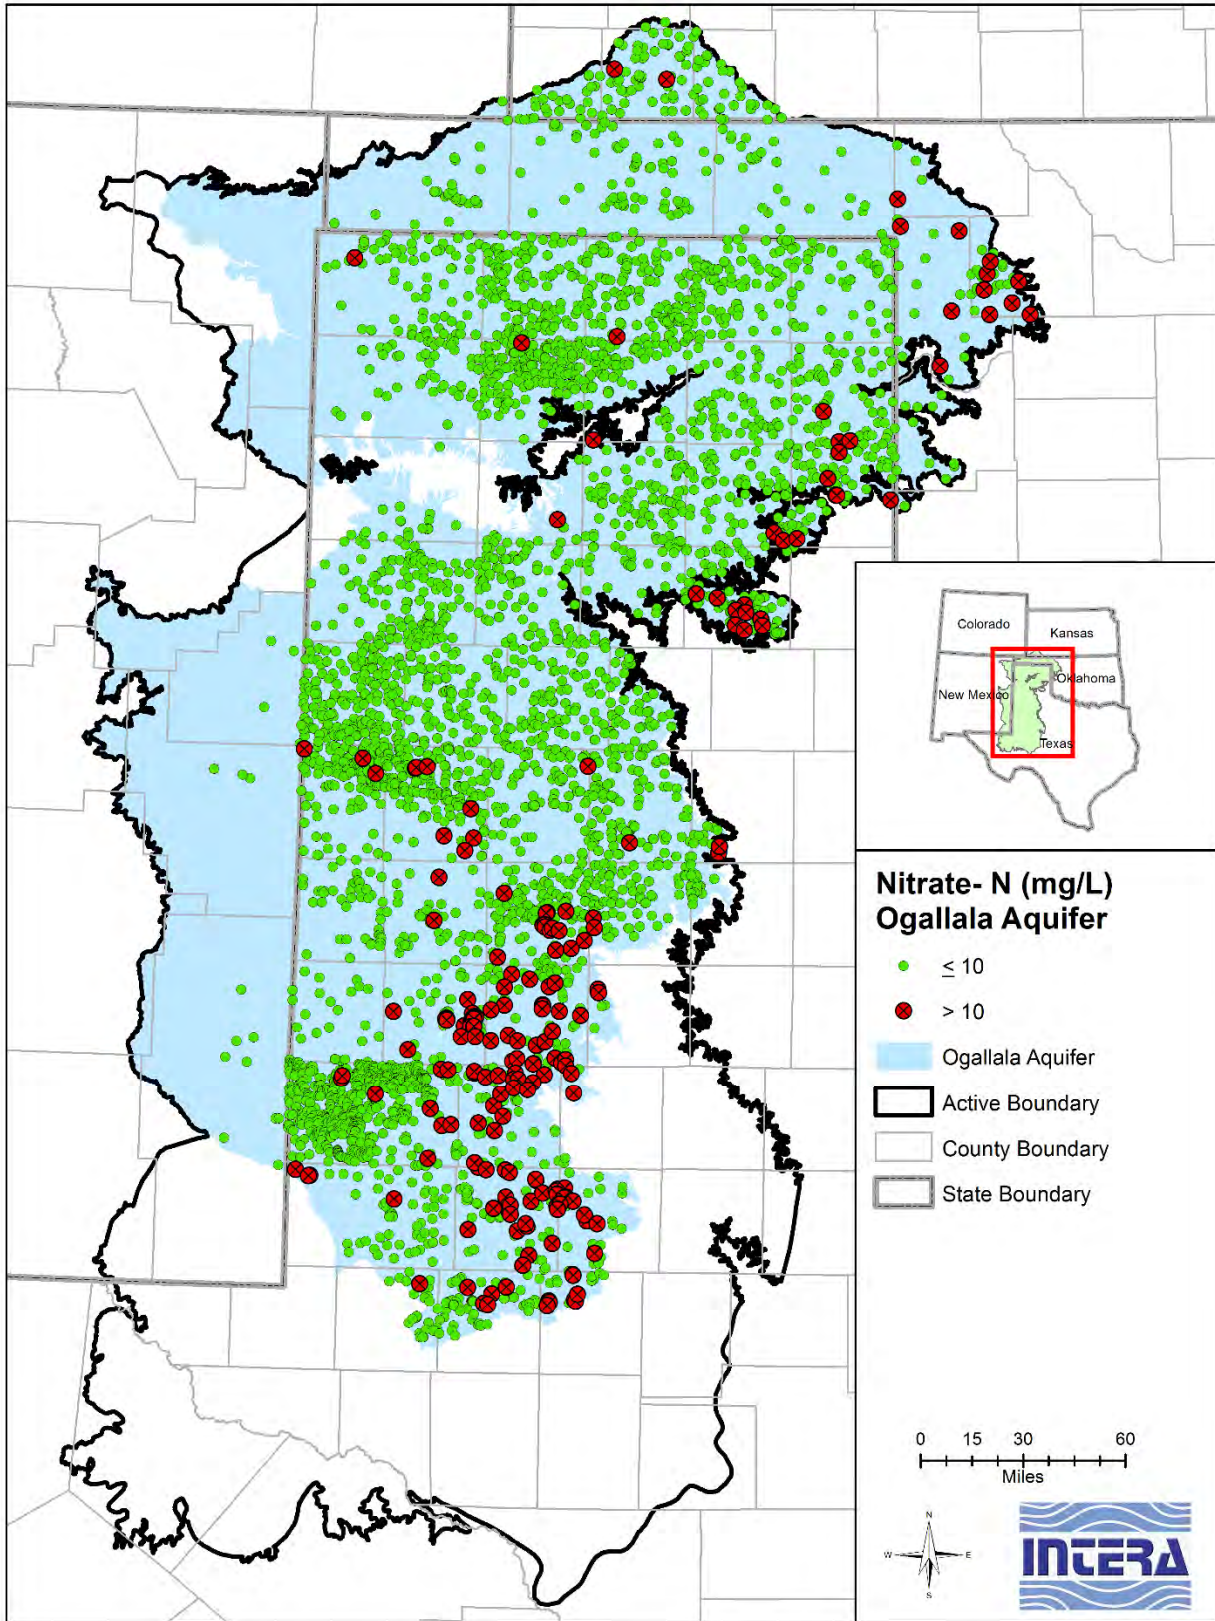 Colorado
Kansas
New Mexico
Oklahoma
Texas
Nitrate- N (mg/L)
Ogallala Aquifer
≤ 10
> 10
Ogallala Aquifer
Active Boundary
County Boundary
State Boundary
0 15 30 60
Miles
N
W E
S
INTERA